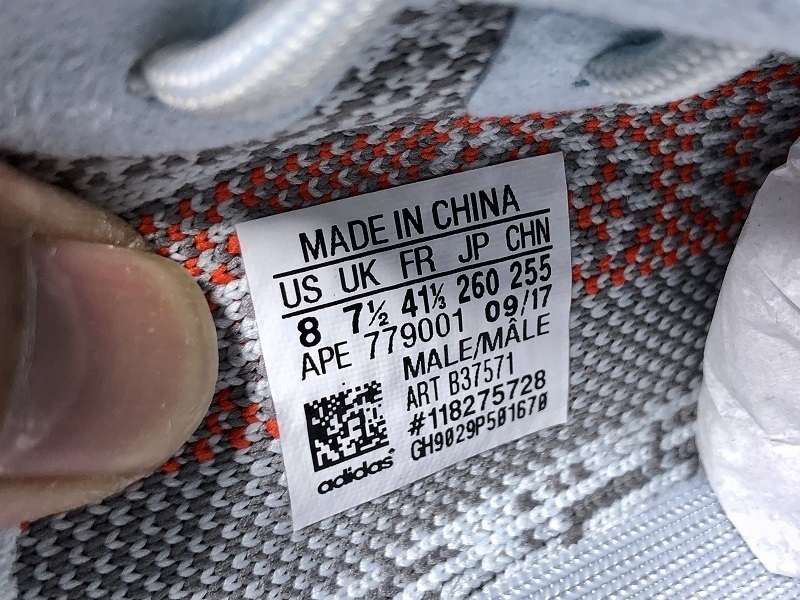 MADE IN CHINA
US UK FR JP CHN
8 7½ 41⅓ 260 255
APE 779001 09/17
MALE/MÂLE
ART B37571
#118275728
GH9029P501670
adidas